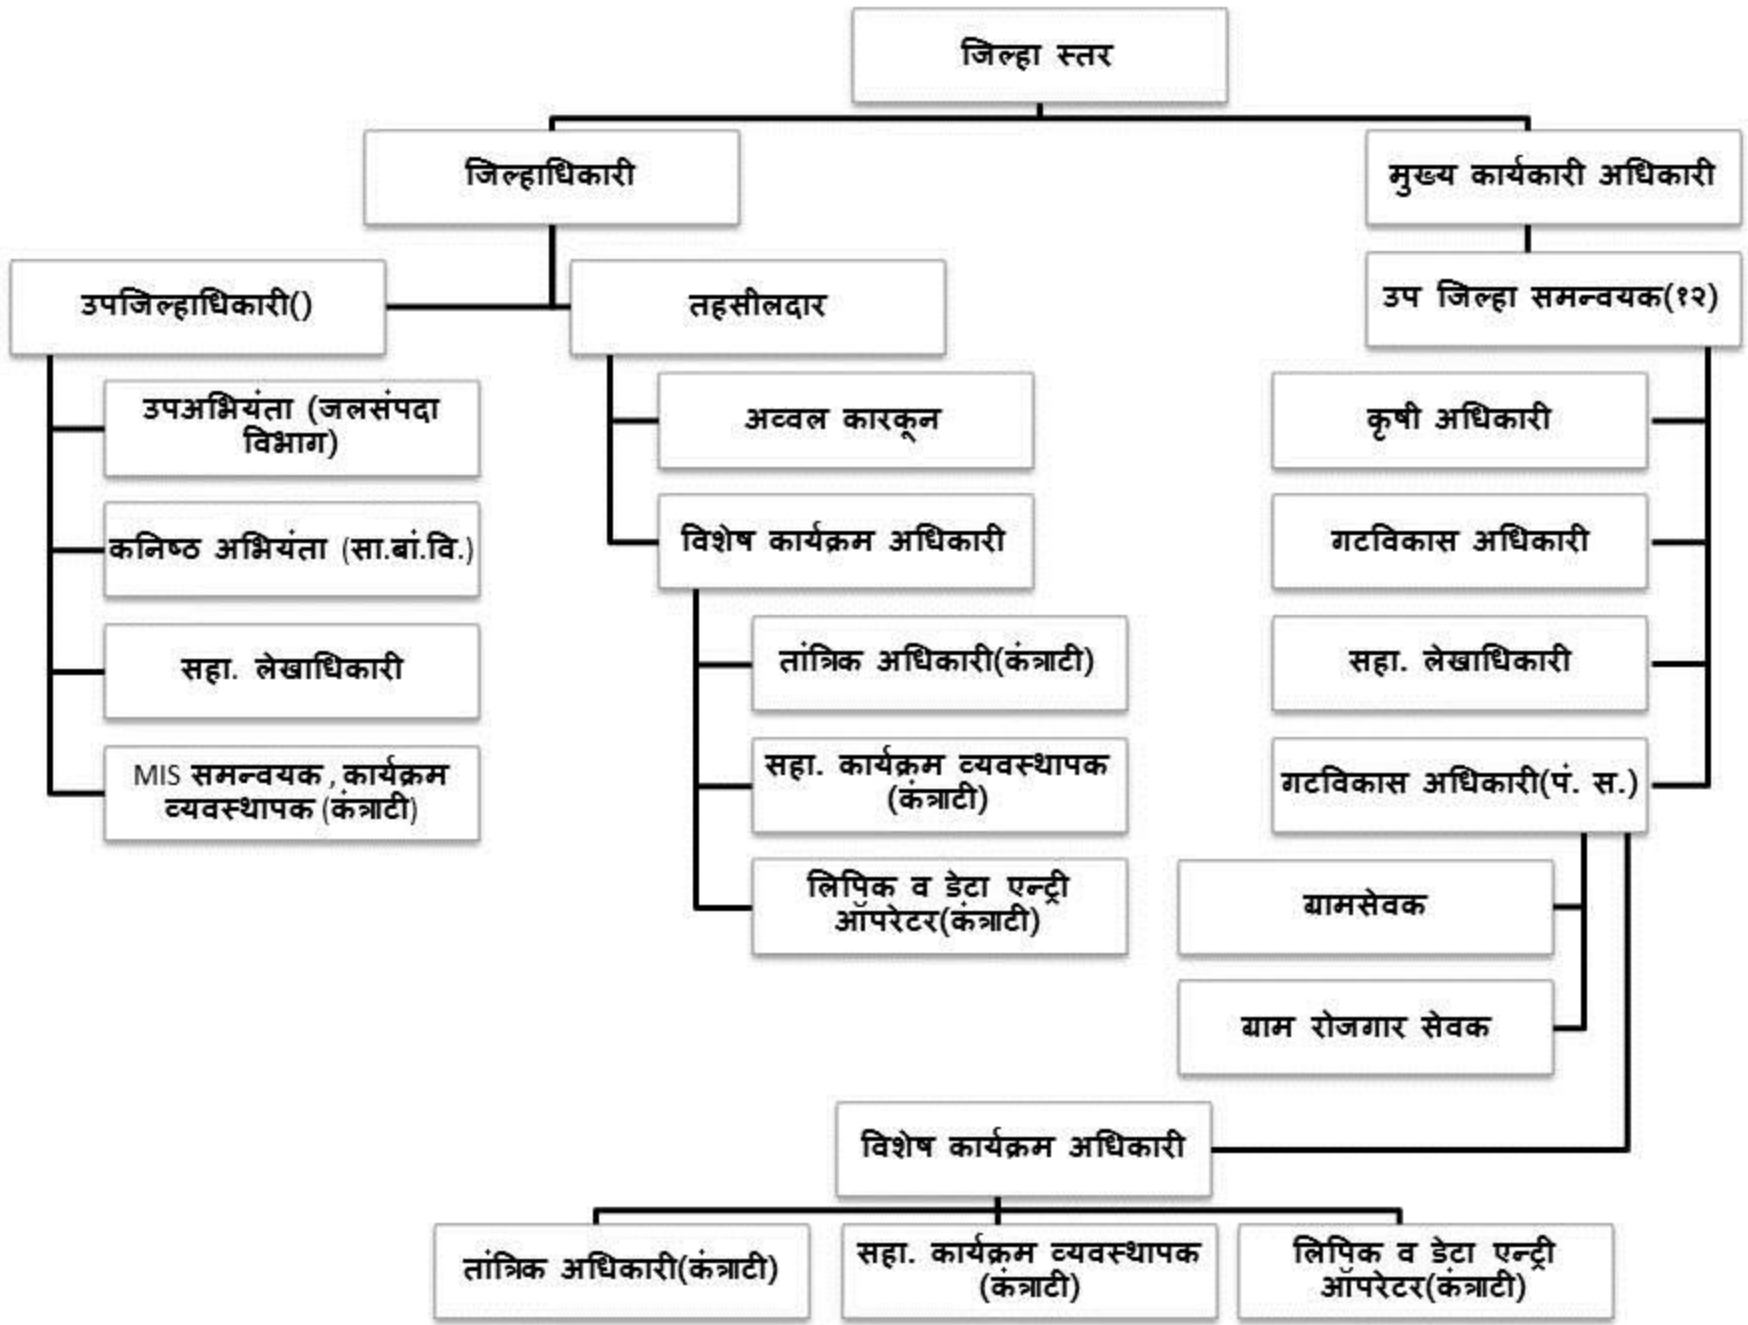 जिल्हा स्तर
जिल्हाधिकारी
मुख्य कार्यकारी अधिकारी
उपजिल्हाधिकारी()
तहसीलदार
उप जिल्हा समन्वयक(१२)
उपअभियंता (जलसंपदा
विभाग)
कनिष्ठ अभियंता (सा.बां.वि.)
सहा. लेखाधिकारी
MIS समन्वयक , कार्यक्रम
व्यवस्थापक (कंत्राटी)
अव्वल कारकून
विशेष कार्यक्रम अधिकारी
तांत्रिक अधिकारी(कंत्राटी)
सहा. कार्यक्रम व्यवस्थापक
(कंत्राटी)
लिपिक व डेटा एन्ट्री
ऑपरेटर(कंत्राटी)
कृषी अधिकारी
गटविकास अधिकारी
सहा. लेखाधिकारी
गटविकास अधिकारी(पं. स.)
ग्रामसेवक
ग्राम रोजगार सेवक
विशेष कार्यक्रम अधिकारी
तांत्रिक अधिकारी(कंत्राटी)
सहा. कार्यक्रम व्यवस्थापक
(कंत्राटी)
लिपिक व डेटा एन्ट्री
ऑपरेटर(कंत्राटी)